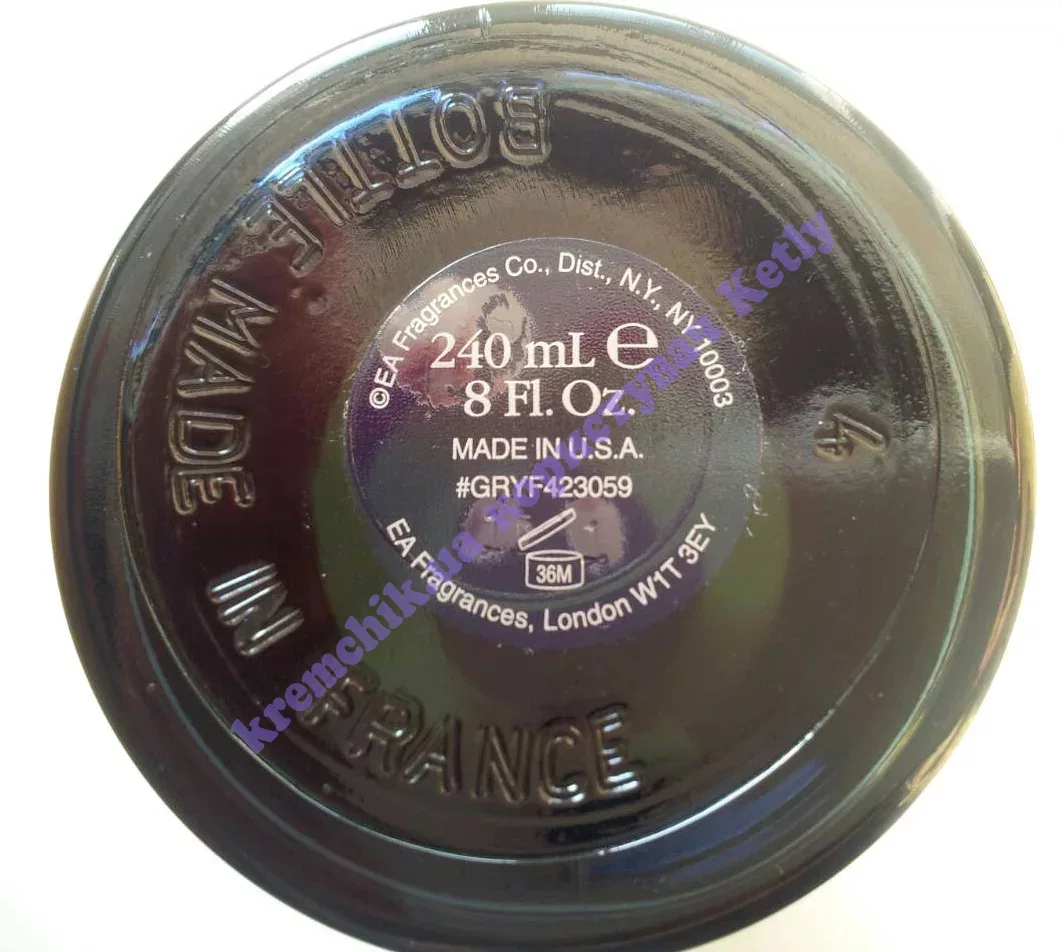 BOTTLE MADE IN FRANCE
4
©EA Fragrances Co., Dist., N.Y., NY 10003
240 mL ℮
8 Fl. Oz.
MADE IN U.S.A.
#GRYF423059
36M
EA Fragrances, London W1T 3EY
Ketly